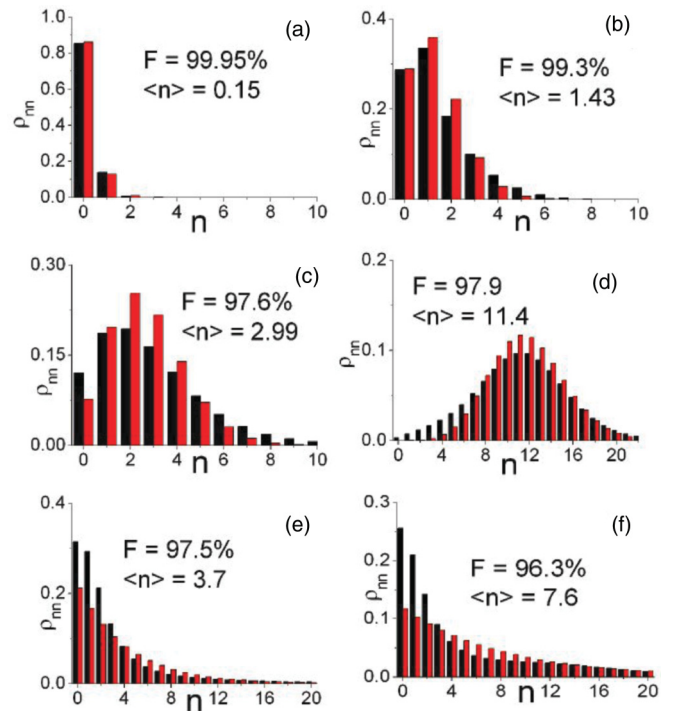 (a)
F = 99.95%
<n> = 0.15
ρnn
1.0
0.8
0.6
0.4
0.2
0.0
0 2 4 6 8 10
n
(b)
F = 99.3%
<n> = 1.43
ρnn
0.4
0.2
0.0
0 2 4 6 8 10
n
(c)
F = 97.6%
<n> = 2.99
ρnn
0.30
0.15
0.00
0 2 4 6 8 10
n
(d)
F = 97.9
<n> = 11.4
ρnn
0.2
0.1
0.0
0 4 8 12 16 20
n
(e)
F = 97.5%
<n> = 3.7
ρnn
0.4
0.2
0.0
0 4 8 12 16 20
n
(f)
F = 96.3%
<n> = 7.6
ρnn
0.3
0.2
0.1
0.0
0 4 8 12 16 20
n